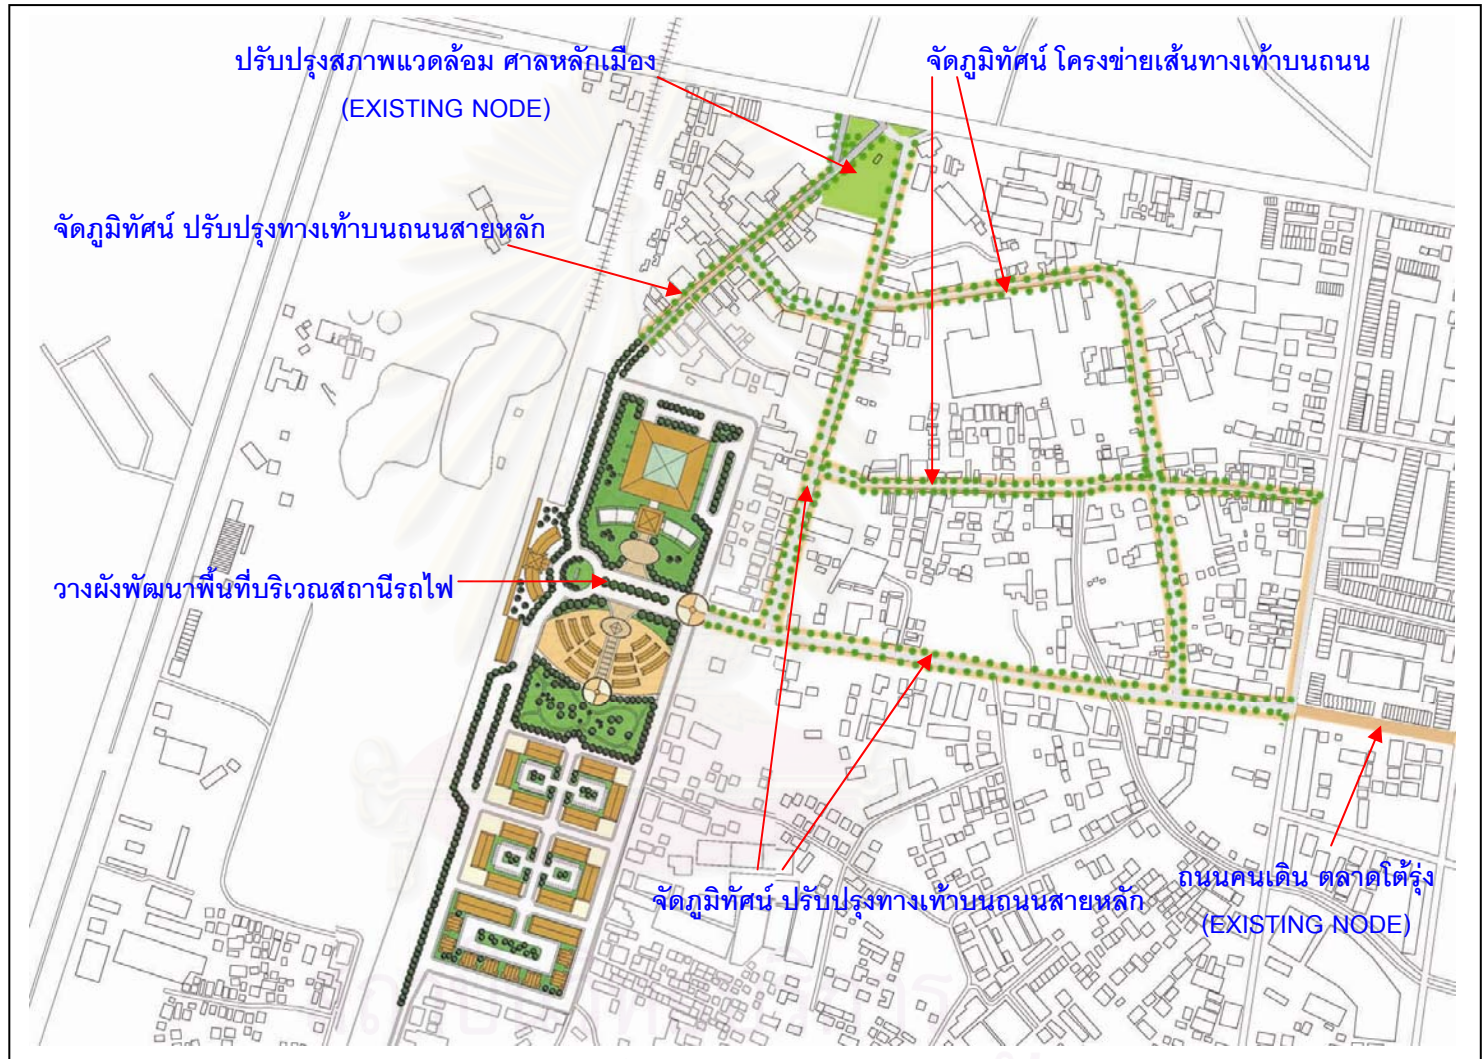 ปรับปรุงสภาพแวดล้อม ศาลหลักเมือง
(EXISTING NODE)
จัดภูมิทัศน์ โครงข่ายเส้นทางเท้าบนถนน
จัดภูมิทัศน์ ปรับปรุงทางเท้าบนถนนสายหลัก
วางผังพัฒนาพื้นที่บริเวณสถานีรถไฟ
จัดภูมิทัศน์ ปรับปรุงทางเท้าบนถนนสายหลัก
ถนนคนเดิน ตลาดโต้รุ่ง
(EXISTING NODE)